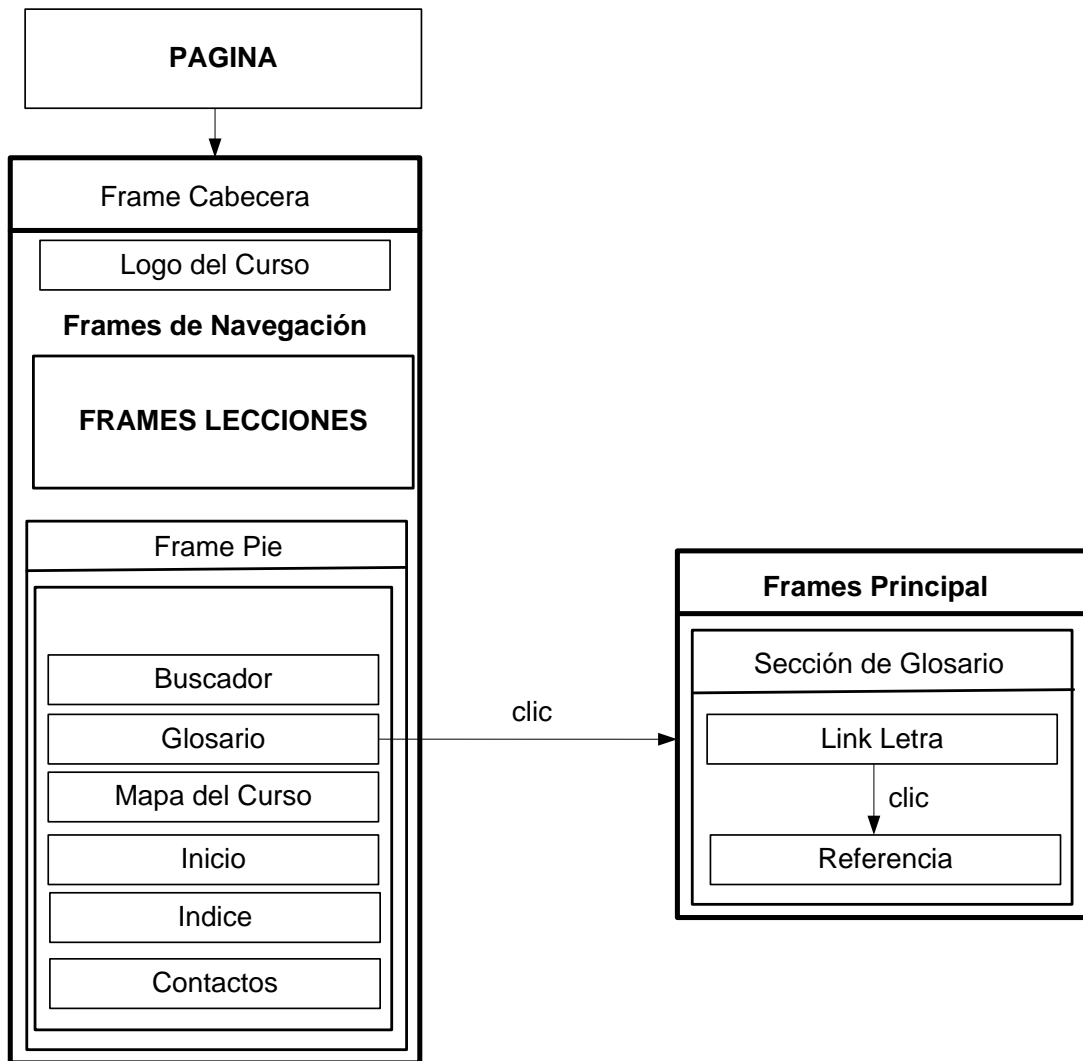 PAGINA
Frame Cabecera
Logo del Curso
Frames de Navegación
FRAMES LECCIONES
Frame Pie
Buscador
Glosario
Mapa del Curso
Inicio
Indice
Contactos
clic
Frames Principal
Sección de Glosario
Link Letra
clic
Referencia